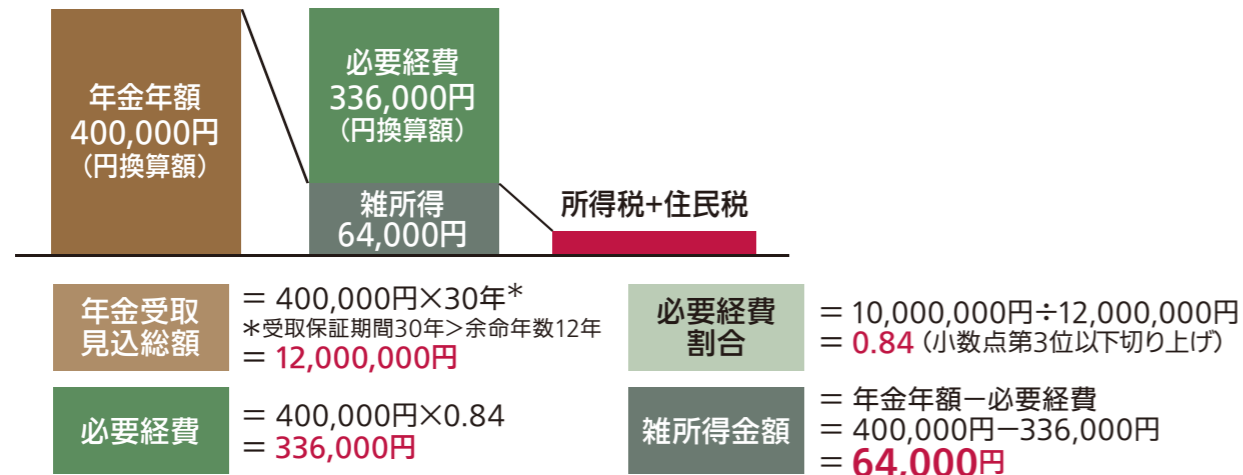 年金年額
400,000円
（円換算額）
必要経費
336,000円
（円換算額）
雑所得
64,000円
所得税+住民税
年金受取
見込総額
＝ 400,000円×30年*
*受取保証期間30年＞余命年数12年
＝ 12,000,000円
必要経費
割合
＝ 10,000,000円÷12,000,000円
＝ 0.84（小数点第3位以下切り上げ）
必要経費
＝ 400,000円×0.84
＝ 336,000円
雑所得金額
＝ 年金年額－必要経費
＝ 400,000円－336,000円
＝ 64,000円